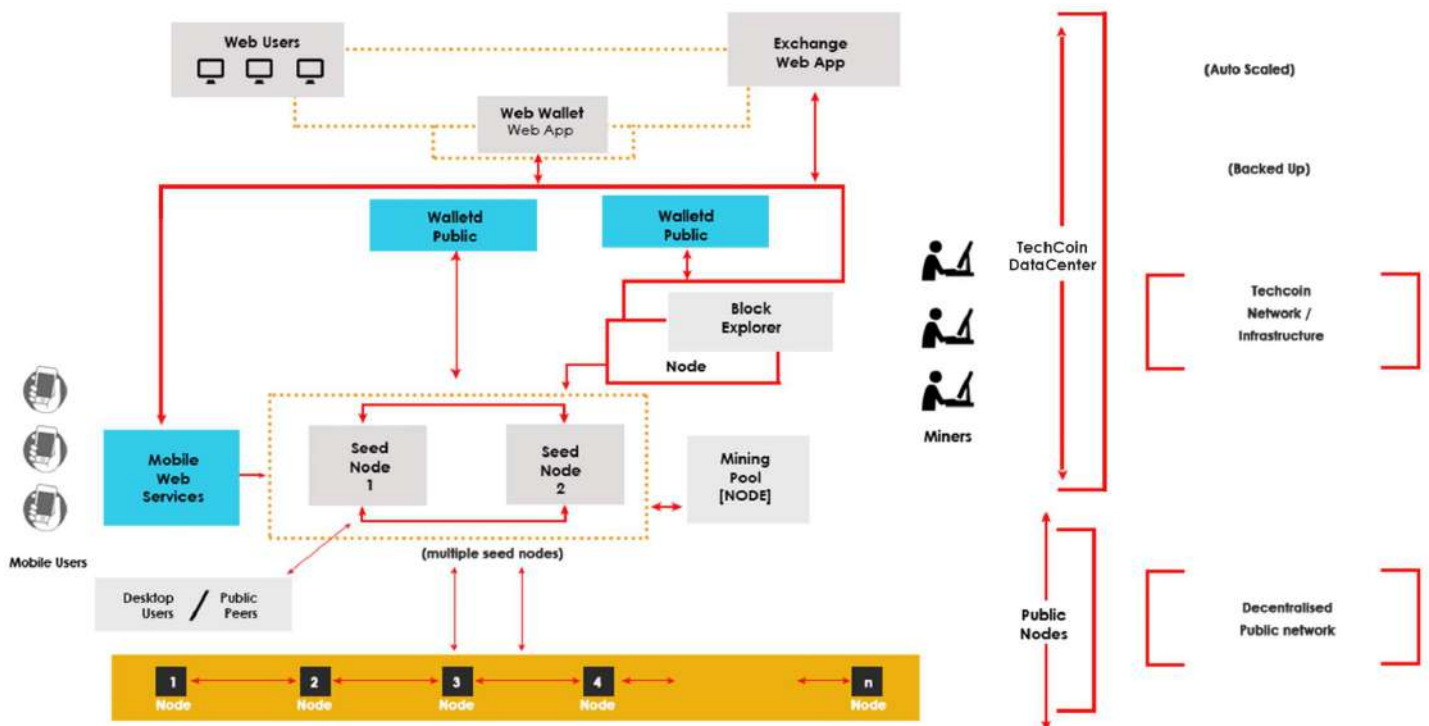 Web Users
Exchange
Web App
(Auto Scaled)
Web Wallet
Web App
(Backed Up)
Walletd
Public
Walletd
Public
TechCoin
DataCenter
Techcoin
Network /
Infrastructure
Block
Explorer
Node
Miners
Mobile
Web
Services
Seed
Node
1
Seed
Node
2
Mining
Pool
[NODE]
Mobile Users
(multiple seed nodes)
Desktop
Users
/
Public
Peers
Public
Nodes
Decentralised
Public network
1
Node
2
Node
3
Node
4
Node
n
Node